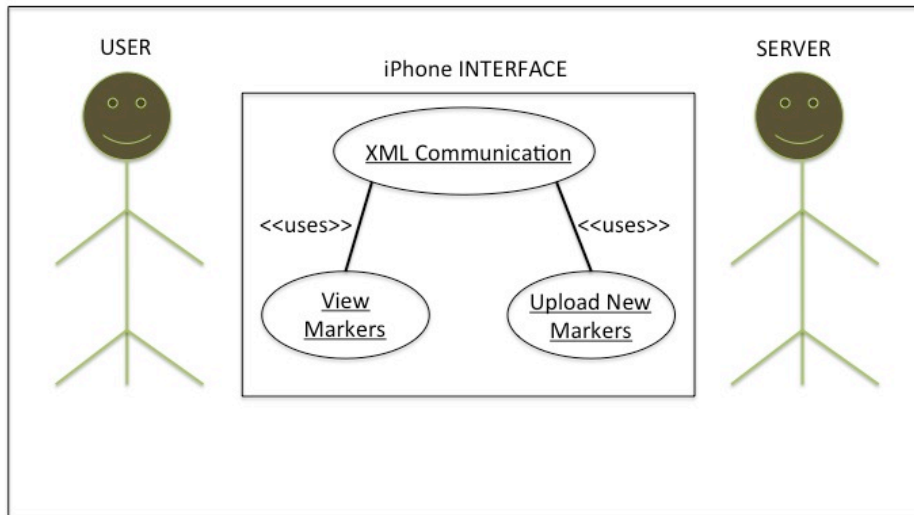 USER
SERVER
iPhone INTERFACE
XML Communication
<<uses>>
<<uses>>
View
Markers
Upload New
Markers